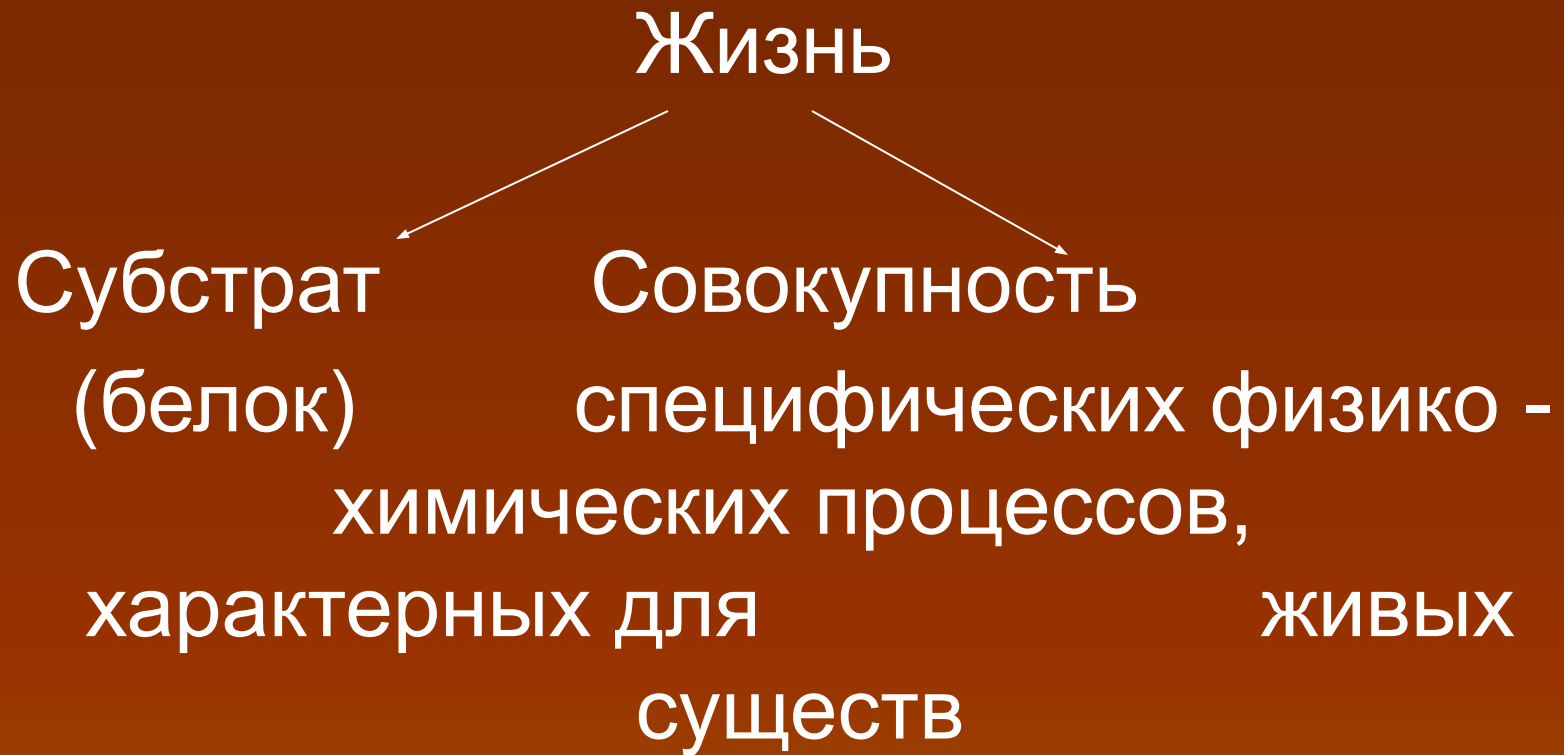 Жизнь
Субстрат Совокупность
(белок) специфических физико -
химических процессов,
характерных для живых
существ